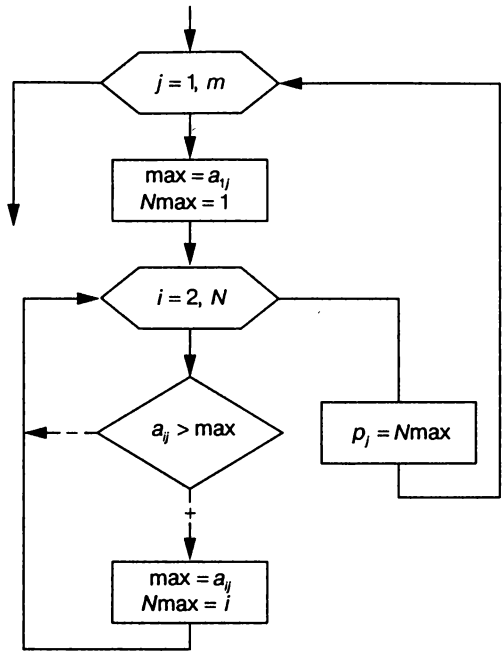 j = 1, m
max = a₁ⱼ
Nmax = 1
i = 2, N
aᵢⱼ > max
pⱼ = Nmax
+
max = aᵢⱼ
Nmax = i